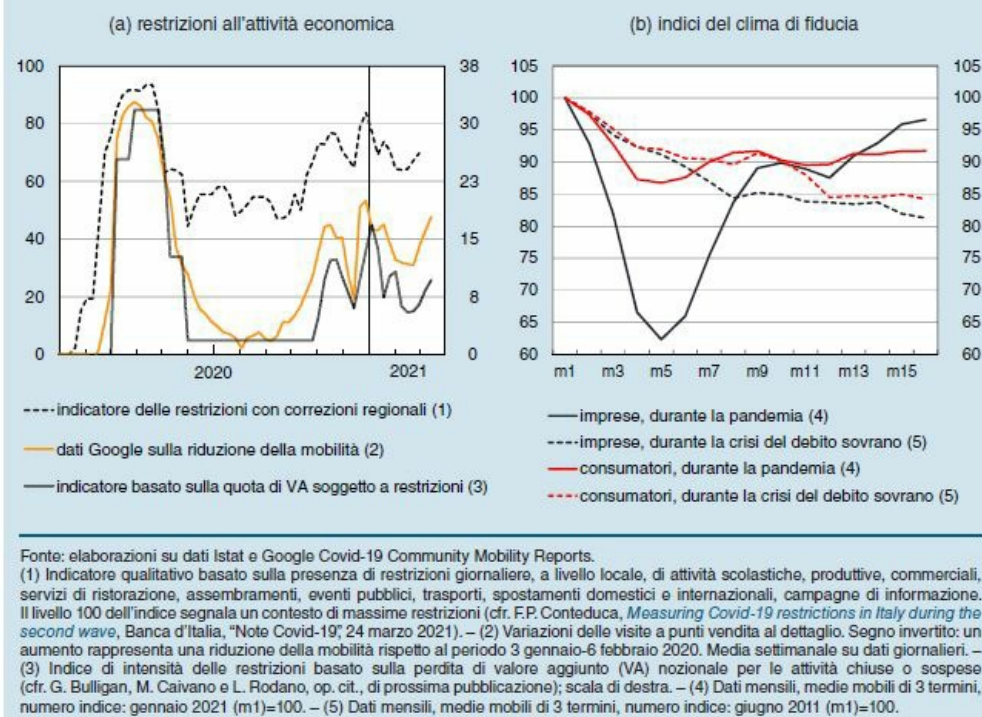 (a) restrizioni all'attività economica
(b) indici del clima di fiducia
100 38 105 105
100 100
80 30 95 95
90 90
60 23
85 85
40 15 80 80
75 75
20 8 70 70
65 65
0 0 60 60
2020 2021
m1 m3 m5 m7 m9 m11 m13 m15
indicatore delle restrizioni con correzioni regionali (1)
dati Google sulla riduzione della mobilità (2)
indicatore basato sulla quota di VA soggetto a restrizioni (3)
imprese, durante la pandemia (4)
imprese, durante la crisi del debito sovrano (5)
consumatori, durante la pandemia (4)
consumatori, durante la crisi del debito sovrano (5)
Fonte: elaborazioni su dati Istat e Google Covid-19 Community Mobility Reports.
(1) Indicatore qualitativo basato sulla presenza di restrizioni giornaliere, a livello locale, di attività scolastiche, produttive, commerciali,
servizi di ristorazione, assembramenti, eventi pubblici, trasporti, spostamenti domestici e internazionali, campagne di informazione.
Il livello 100 dell'indice segnala un contesto di massime restrizioni (cfr. F.P. Conteduca, Measuring Covid-19 restrictions in Italy during the
second wave, Banca d'Italia, "Note Covid-19", 24 marzo 2021). – (2) Variazioni delle visite a punti vendita al dettaglio. Segno invertito: un
aumento rappresenta una riduzione della mobilità rispetto al periodo 3 gennaio-6 febbraio 2020. Media settimanale su dati giornalieri. –
(3) Indice di intensità delle restrizioni basato sulla perdita di valore aggiunto (VA) nozionale per le attività chiuse o sospese
(cfr. G. Bulligan, M. Caivano e L. Rodano, op. cit., di prossima pubblicazione); scala di destra. – (4) Dati mensili, medie mobili di 3 termini,
numero indice: gennaio 2021 (m1)=100. – (5) Dati mensili, medie mobili di 3 termini, numero indice: giugno 2011 (m1)=100.